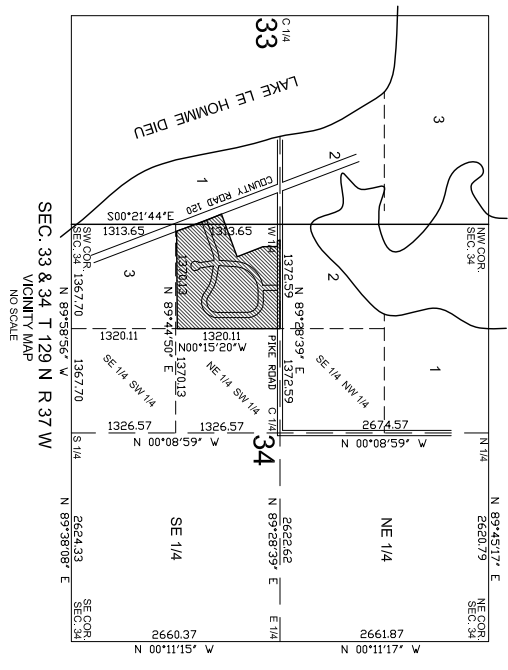 33
C 1/4
LAKE LE HOMME DIEU
3
2
1
COUNTY ROAD 120
S00°21'44"E
1313.65
1313.65
SW COR.
SEC. 34
W 1/4
NW COR.
SEC. 34
2
3
1370.13
1372.59
1367.70
N 89°58'56" W
N 89°44'50" E
N 89°28'39" E
1320.11
1320.11
N00°15'20"W
PIKE ROAD
1
SE 1/4 SW 1/4
NE 1/4 SW 1/4
SE 1/4 NW 1/4
1367.70
1370.13
1372.59
1326.57
1326.57
2674.57
S 1/4
N 00°08'59" W
C 1/4
34
N 00°08'59" W
N 1/4
SEC. 33 & 34 T 129 N R 37 W
VICINITY MAP
NO SCALE
SE 1/4
NE 1/4
2624.33
N 89°38'08" E
2622.62
N 89°28'39" E
2620.79
N 89°45'17" E
SE COR.
SEC. 34
E 1/4
NE COR.
SEC. 34
2660.37
N 00°11'15" W
2661.87
N 00°11'17" W